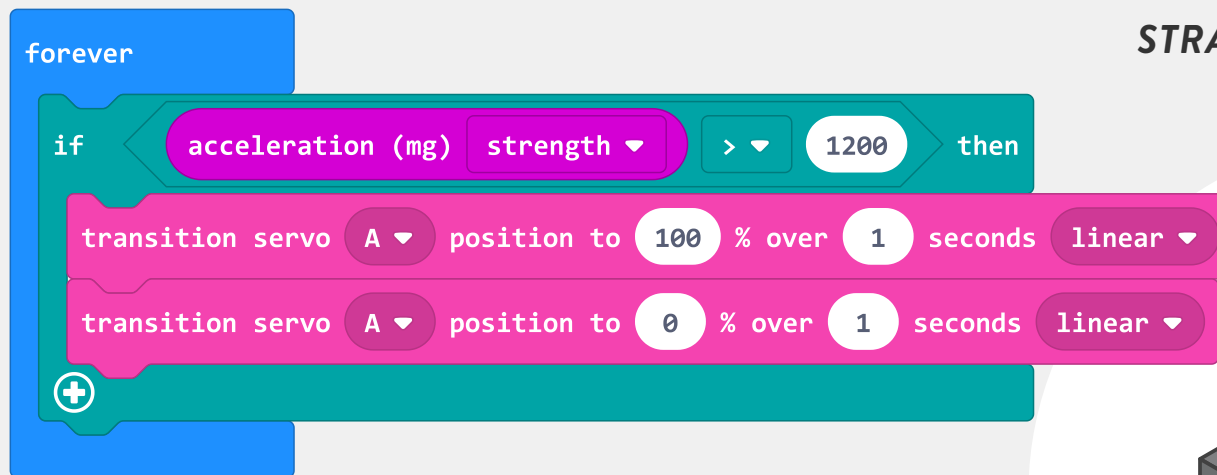 forever
if acceleration (mg) strength > 1200 then
transition servo A position to 100 % over 1 seconds linear
transition servo A position to 0 % over 1 seconds linear